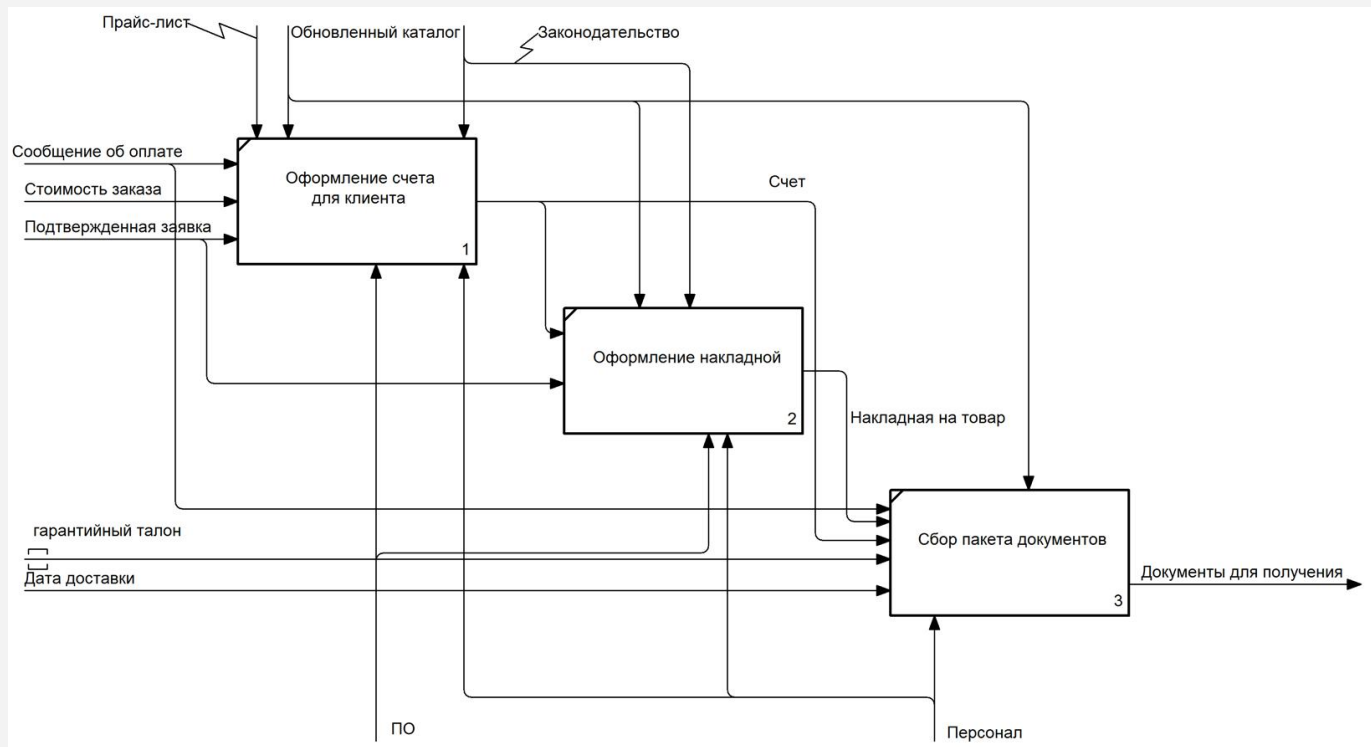 Прайс-лист
Обновленный каталог
Законодательство
Сообщение об оплате
Стоимость заказа
Подтвержденная заявка
Оформление счета
для клиента
1
Счет
Оформление накладной
2
Накладная на товар
гарантийный талон
Дата доставки
Сбор пакета документов
3
Документы для получения
ПО
Персонал